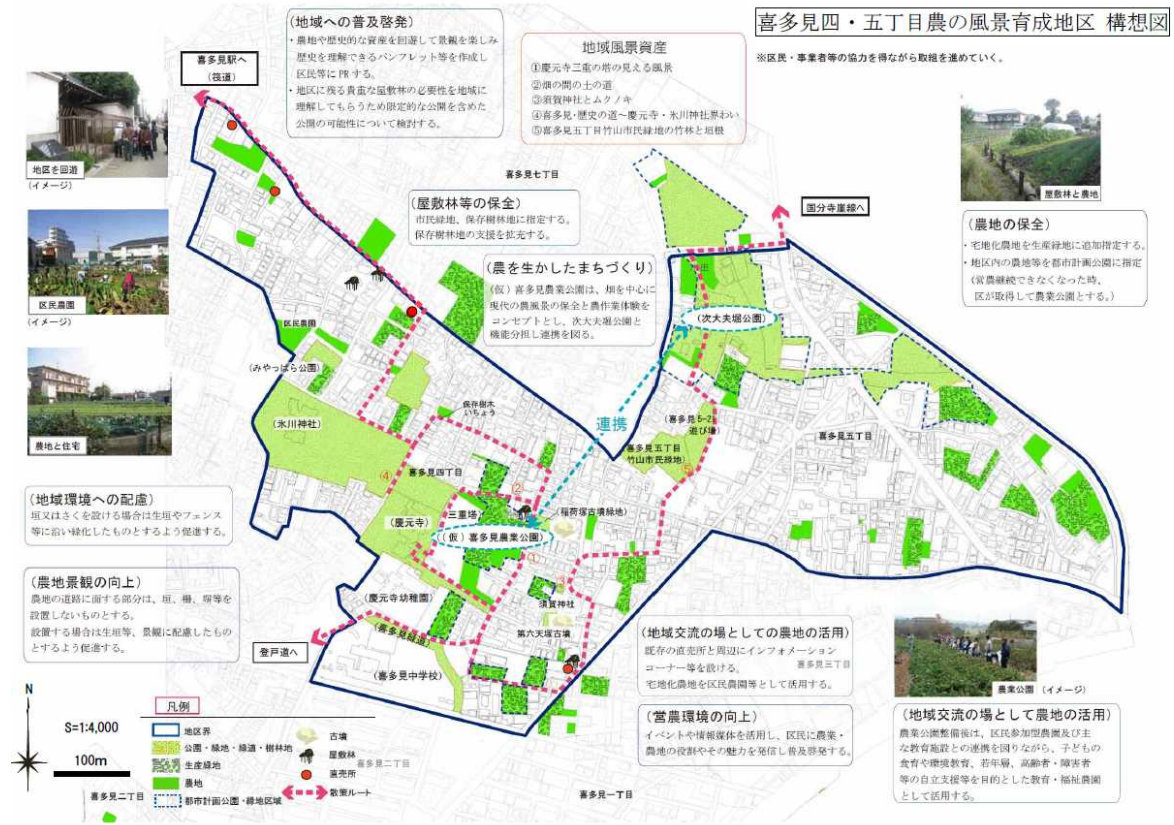 喜多見四・五丁目農の風景育成地区 構想図
※区民・事業者等の協力を得ながら取組を進めていく。
(地域への普及啓発)
・農地や歴史的な資産を回遊して景観を楽しみ
歴史を理解できるパンフレット等を作成し
区民等にPRする。
・地区に残る貴重な屋敷林の必要性を地域に
理解してもらうため限定的な公開を含めた
公開の可能性について検討する。
地域風景資産
①慶元寺三重の塔の見える風景
②畑の間の土の道
③須賀神社とムクノキ
④喜多見・歴史の道~慶元寺・氷川神社界わい
⑤喜多見五丁目竹山市民緑地の竹林と垣根
喜多見駅へ
(筏道)
地区を回遊
(イメージ)
区民農園
(イメージ)
農地と住宅
喜多見七丁目
(屋敷林等の保全)
市民緑地、保存樹林地に指定する。
保存樹林地の支援を拡充する。
国分寺崖線へ
屋敷林と農地
(農地の保全)
・宅地化農地を生産緑地に追加指定する。
・地区内の農地等を都市計画公園に指定
(営農継続できなくなった時、
区が取得して農業公園とする。)
(農を生かしたまちづくり)
(仮)喜多見農業公園は、畑を中心に
現代の農風景の保全と農作業体験を
コンセプトとし、次大夫堀公園と
機能分担し連携を図る。
(次大夫堀公園)
区民農園
(みやっぱら公園)
(氷川神社)
保存樹木
いちょう
連携
(喜多見5-2
遊び場)
喜多見五丁目
竹山市民緑地
喜多見五丁目
喜多見四丁目
④
②
⑤
(慶元寺)
三重塔
(稲荷塚古墳緑地)
(仮)喜多見農業公園
①
③
須賀神社
第六天塚古墳
(慶元寺幼稚園)
(喜多見緑道)
(喜多見中学校)
登戸道へ
(地域環境への配慮)
垣又はさくを設ける場合は生垣やフェンス
等に沿い緑化したものとするよう促進する。
(農地景観の向上)
農地の道路に面する部分は、垣、柵、塀等を
設置しないものとする。
設置する場合は生垣等、景観に配慮したもの
とするよう促進する。
(地域交流の場としての農地の活用)
既存の直売所と周辺にインフォメーション
コーナー等を設ける。
宅地化農地を区民農園等として活用する。
喜多見三丁目
(営農環境の向上)
イベントや情報媒体を活用し、区民に農業・
農地の役割やその魅力を発信し普及啓発する。
農業公園 (イメージ)
(地域交流の場として農地の活用)
農業公園整備後は、区民参加型農園及び主
な教育施設との連携を図りながら、子どもの
食育や環境教育、若年層、高齢者・障害者
等の自立支援等を目的とした教育・福祉農園
として活用する。
N
S=1:4,000
100m
凡例
地区界
公園・緑地・緑道・樹林地
生産緑地
農地
都市計画公園・緑地区域
古墳
屋敷林
直売所
散策ルート
喜多見二丁目
喜多見二丁目
喜多見一丁目